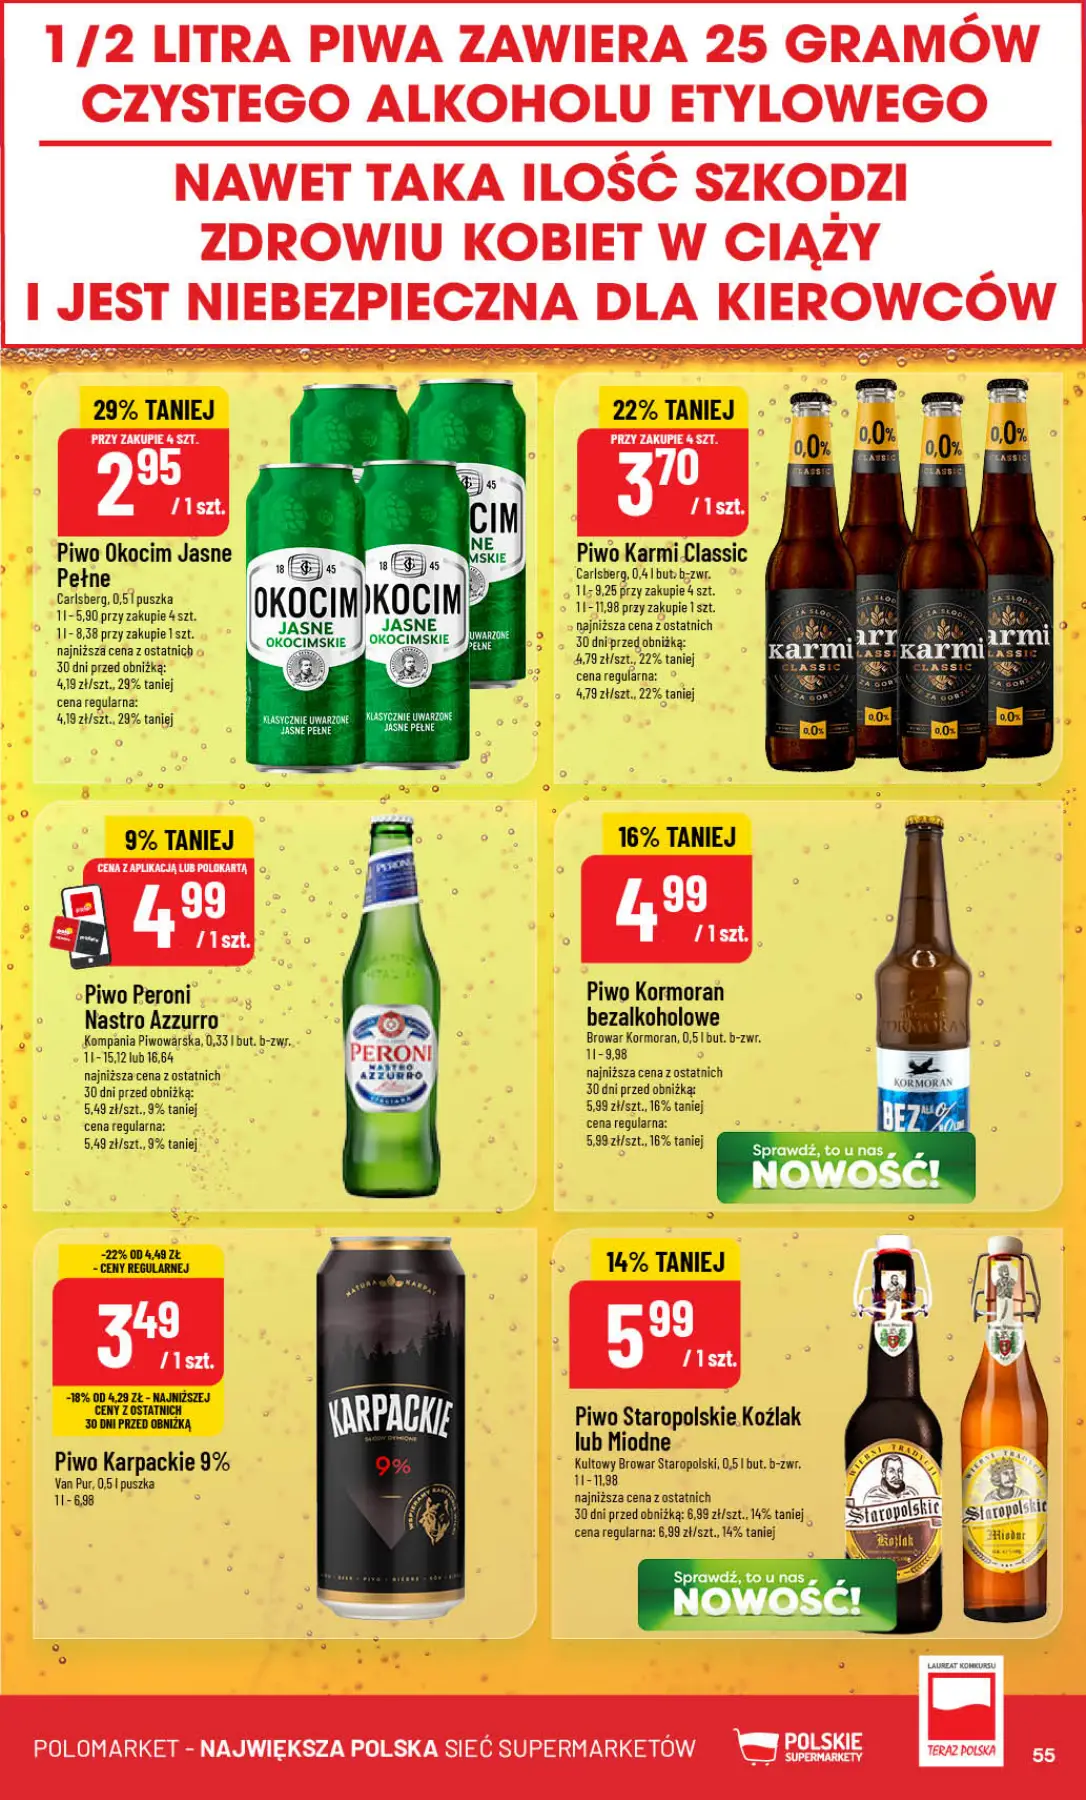 1/2 LITRA PIWA ZAWIERA 25 GRAMÓW
CZYSTEGO ALKOHOLU ETYLOWEGO
NAWET TAKA ILOŚĆ SZKODZI
ZDROWIU KOBIET W CIĄŻY
I JEST NIEBEZPIECZNA DLA KIEROWCÓW
29% TANIEJ
PRZY ZAKUPIE 4 SZT.
2 95
/ 1 szt.
Piwo Okocim Jasne
Pełne
Carlsberg, 0,5 l puszka
1 l - 5,90 przy zakupie 4 szt.
1 l - 8,38 przy zakupie 1 szt.
najniższa cena z ostatnich
30 dni przed obniżką:
4,19 zł/szt., 29% taniej
cena regularna:
4,19 zł/szt., 29% taniej
18 45
OKOCIM
JASNE
OKOCIMSKIE
KLASYCZNIE UWARZONE
JASNE PEŁNE
22% TANIEJ
PRZY ZAKUPIE 4 SZT.
3 70
/ 1 szt.
Piwo Karmi Classic
Carlsberg, 0,4 l but. b-zwr.
1 l - 9,25 przy zakupie 4 szt.
1 l - 11,98 przy zakupie 1 szt.
najniższa cena z ostatnich
30 dni przed obniżką:
4,79 zł/szt., 22% taniej
cena regularna:
4,79 zł/szt., 22% taniej
0,0%
karmi
CLASSIC
0,0%
9% TANIEJ
CENA Z APLIKACJĄ LUB POLOKARTĄ
4 99
/ 1 szt.
Piwo Peroni
Nastro Azzurro
Kompania Piwowarska, 0,33 l but. b-zwr.
1 l - 15,12 lub 16,64
najniższa cena z ostatnich
30 dni przed obniżką:
5,49 zł/szt., 9% taniej
cena regularna:
5,49 zł/szt., 9% taniej
PERONI
NASTRO
AZZURRO
16% TANIEJ
4 99
/ 1 szt.
Piwo Kormoran
bezalkoholowe
Browar Kormoran, 0,5 l but. b-zwr.
1 l - 9,98
najniższa cena z ostatnich
30 dni przed obniżką:
5,99 zł/szt., 16% taniej
cena regularna:
5,99 zł/szt., 16% taniej
KORMORAN
BEZ
Sprawdź, to u nas
NOWOŚĆ!
-22% OD 4,49 ZŁ
- CENY REGULARNEJ
3 49
/ 1 szt.
-18% OD 4,29 ZŁ - NAJNIŻSZEJ
CENY Z OSTATNICH
30 DNI PRZED OBNIŻKĄ
Piwo Karpackie 9%
Van Pur, 0,5 l puszka
1 l - 6,98
KARPACKIE
9%
14% TANIEJ
5 99
/ 1 szt.
Piwo Staropolskie Koźlak
lub Miodne
Kultowy Browar Staropolski, 0,5 l but. b-zwr.
1 l - 11,98
najniższa cena z ostatnich
30 dni przed obniżką: 6,99 zł/szt., 14% taniej
cena regularna: 6,99 zł/szt., 14% taniej
Staropolskie
Koźlak
Staropolskie
Miodne
Sprawdź, to u nas
NOWOŚĆ!
LAUREAT KONKURSU
TERAZ POLSKA
POLOMARKET - NAJWIĘKSZA POLSKA SIEĆ SUPERMARKETÓW
POLSKIE
SUPERMARKETY
55